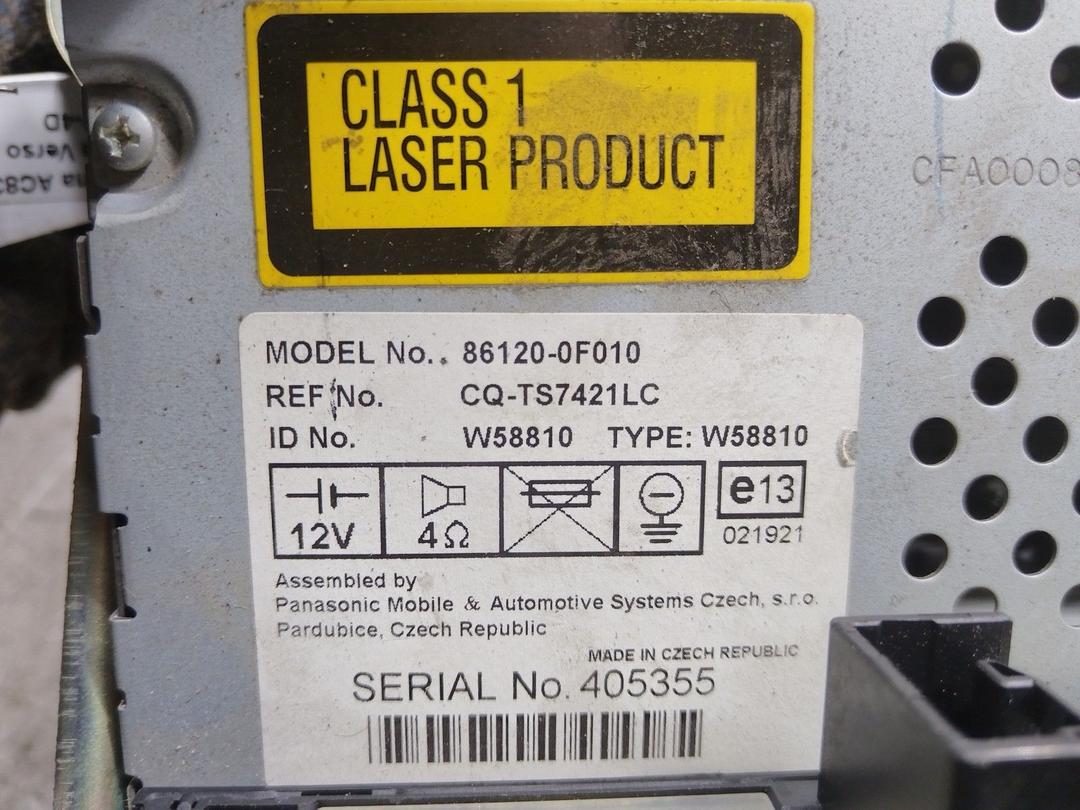 CLASS 1
LASER PRODUCT
CFA0008
MODEL No.. 86120-0F010
REF No. CQ-TS7421LC
ID No. W58810 TYPE: W58810
12V 4Ω e13
021921
Assembled by
Panasonic Mobile & Automotive Systems Czech, s.r.o.
Pardubice, Czech Republic
MADE IN CZECH REPUBLIC
SERIAL No. 405355
-4D
Verso